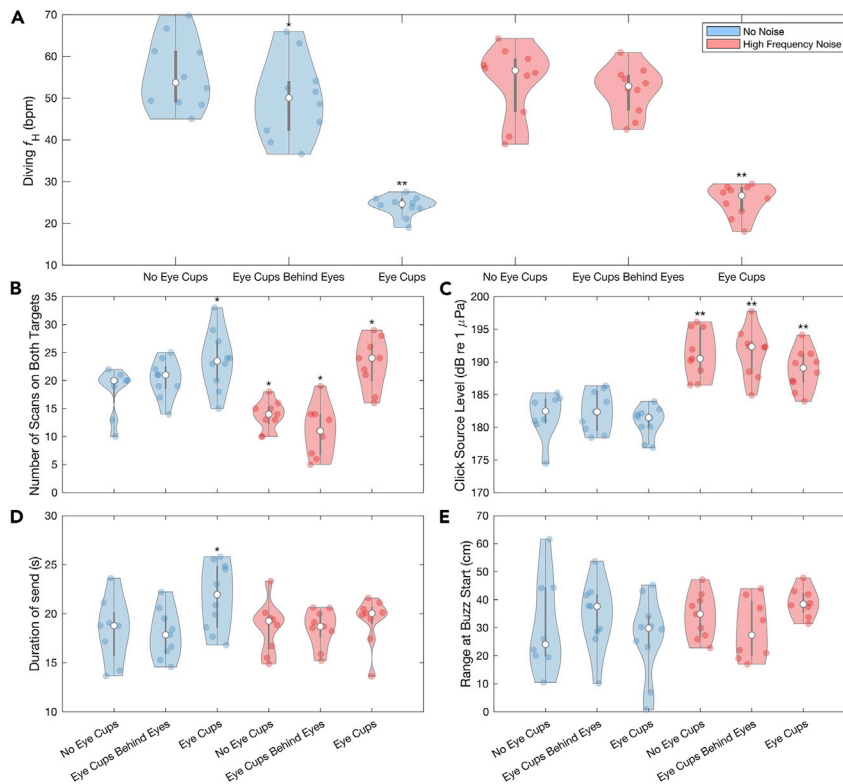 A
70
60
50
40
30
20
10
Diving fH (bpm)
*
**
**
No Noise
High Frequency Noise
No Eye Cups
Eye Cups Behind Eyes
Eye Cups
No Eye Cups
Eye Cups Behind Eyes
Eye Cups
B
35
30
25
20
15
10
5
0
Number of Scans on Both Targets
*
*
*
*
C
200
195
190
185
180
175
170
Click Source Level (dB re 1 μPa)
**
**
**
D
30
25
20
15
10
Duration of send (s)
*
No Eye Cups
Eye Cups Behind Eyes
Eye Cups
No Eye Cups
Eye Cups Behind Eyes
Eye Cups
E
70
60
50
40
30
20
10
0
Range at Buzz Start (cm)
No Eye Cups
Eye Cups Behind Eyes
Eye Cups
No Eye Cups
Eye Cups Behind Eyes
Eye Cups